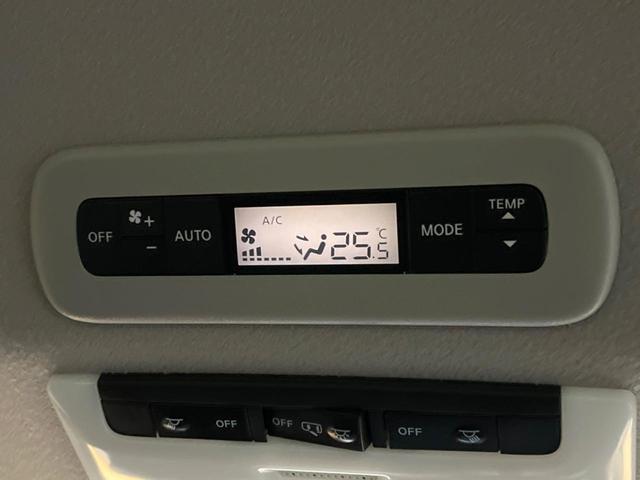 OFF + - AUTO A/C 25.5 °C MODE TEMP
OFF OFF OFF